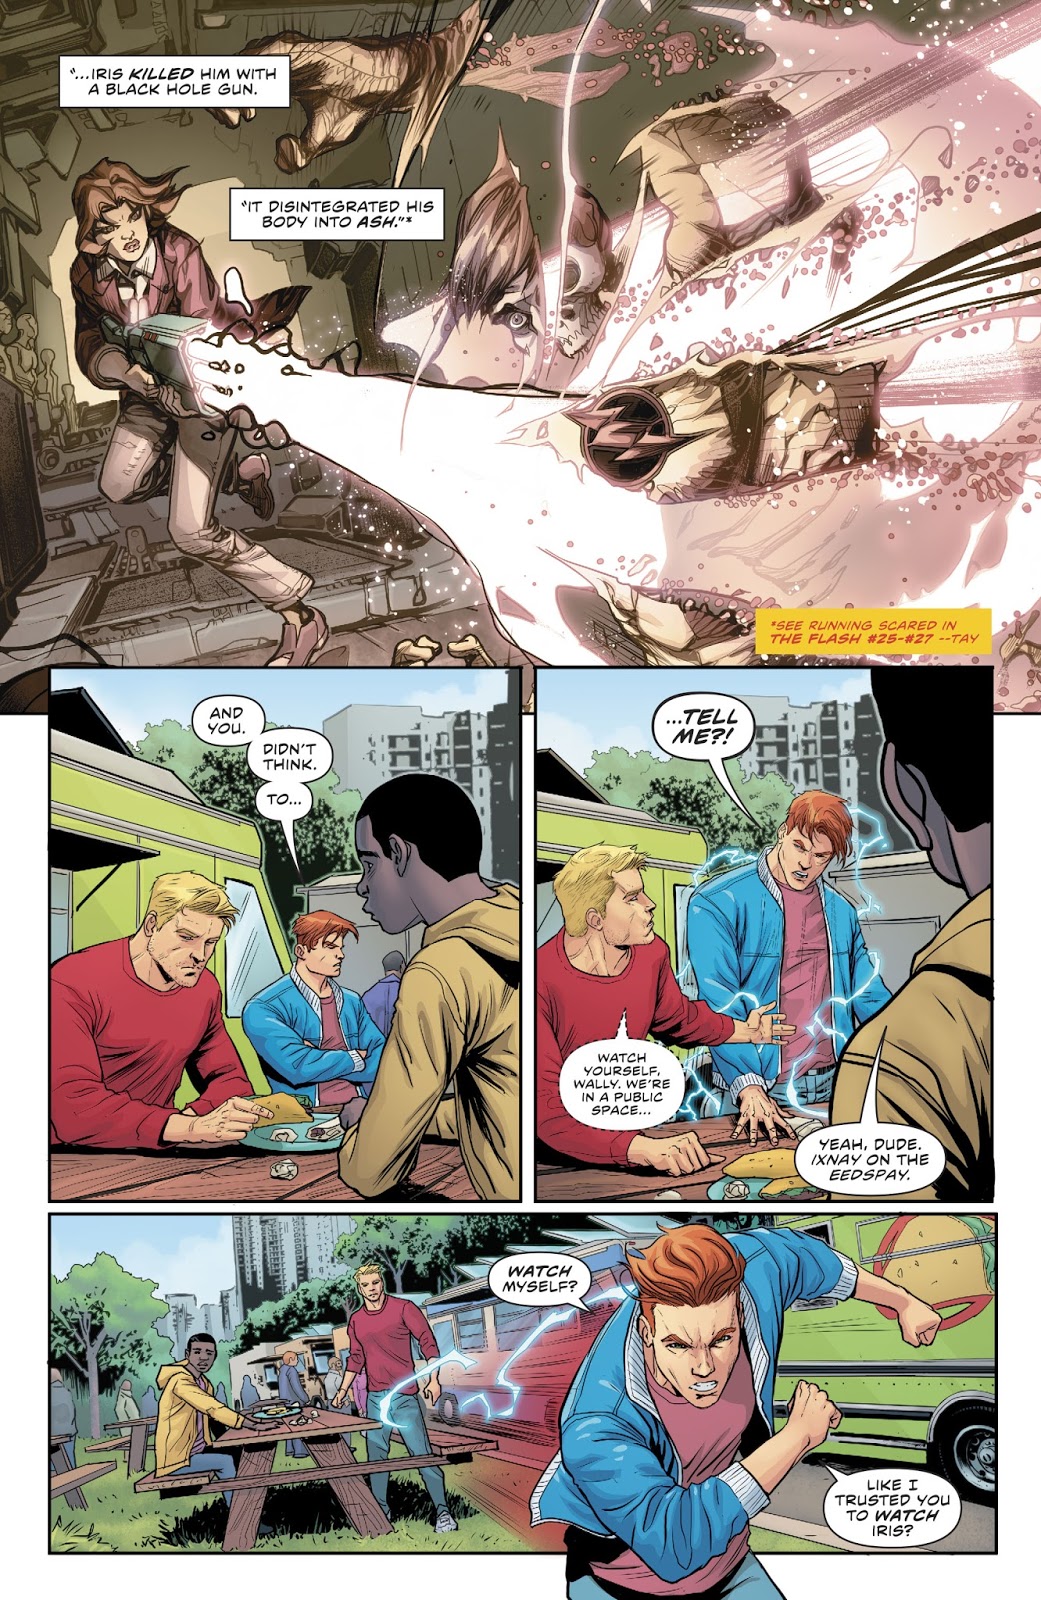 "...IRIS KILLED HIM WITH
A BLACK HOLE GUN.
"IT DISINTEGRATED HIS
BODY INTO ASH."*
*SEE RUNNING SCARED IN
THE FLASH #25-#27 --TAY
AND
YOU.
DIDN'T
THINK.
TO...
...TELL
ME?!
WATCH
YOURSELF,
WALLY. WE'RE
IN A PUBLIC
SPACE...
YEAH, DUDE.
IXNAY ON THE
EEDSPAY.
WATCH
MYSELF?
LIKE I
TRUSTED YOU
TO WATCH
IRIS?